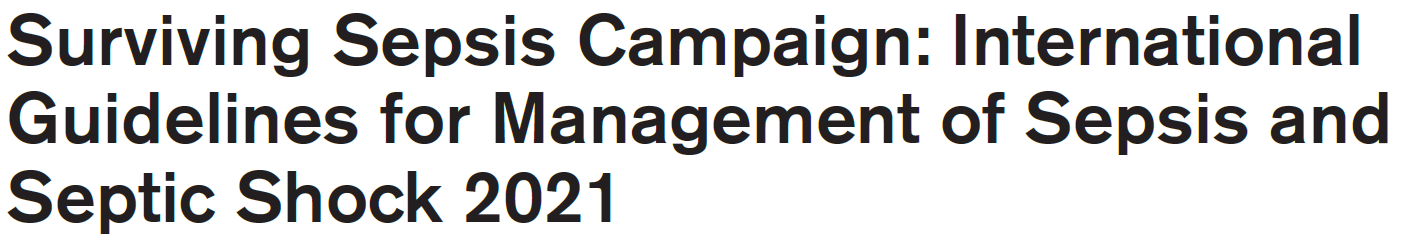 Surviving Sepsis Campaign: International
Guidelines for Management of Sepsis and
Septic Shock 2021